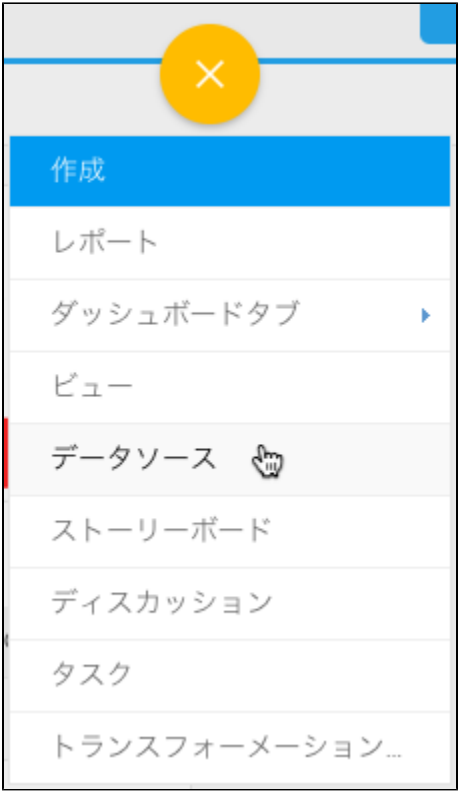 作成
レポート
ダッシュボードタブ
ビュー
データソース
ストーリーボード
ディスカッション
タスク
トランスフォーメーション...